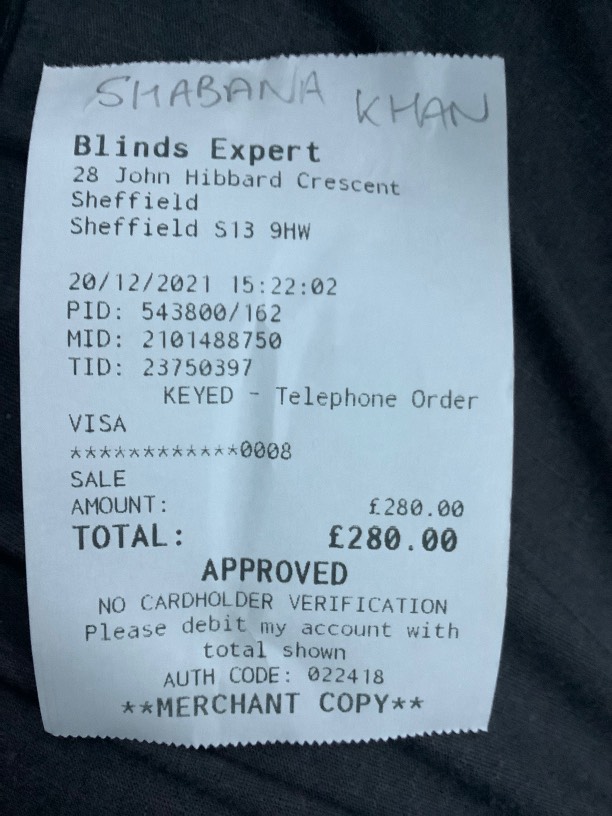 SHABANA KHAN
Blinds Expert
28 John Hibbard Crescent
Sheffield
Sheffield S13 9HW
20/12/2021 15:22:02
PID: 543800/162
MID: 2101488750
TID: 23750397
KEYED - Telephone Order
VISA
************0008
SALE
AMOUNT: £280.00
TOTAL: £280.00
APPROVED
NO CARDHOLDER VERIFICATION
Please debit my account with
total shown
AUTH CODE: 022418
**MERCHANT COPY**